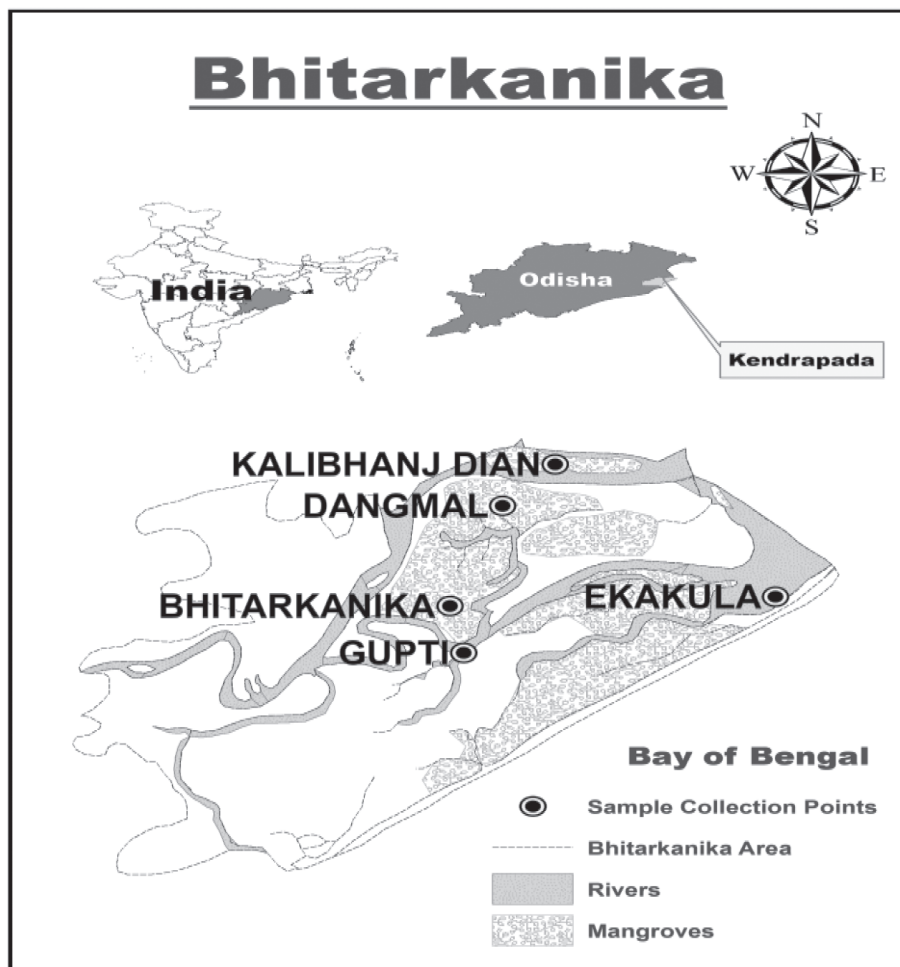 Bhitarkanika
N
W
E
S
India
Odisha
Kendrapada
KALIBHANJ DIAN
DANGMAL
BHITARKANIKA
EKAKULA
GUPTI
Bay of Bengal
Sample Collection Points
Bhitarkanika Area
Rivers
Mangroves